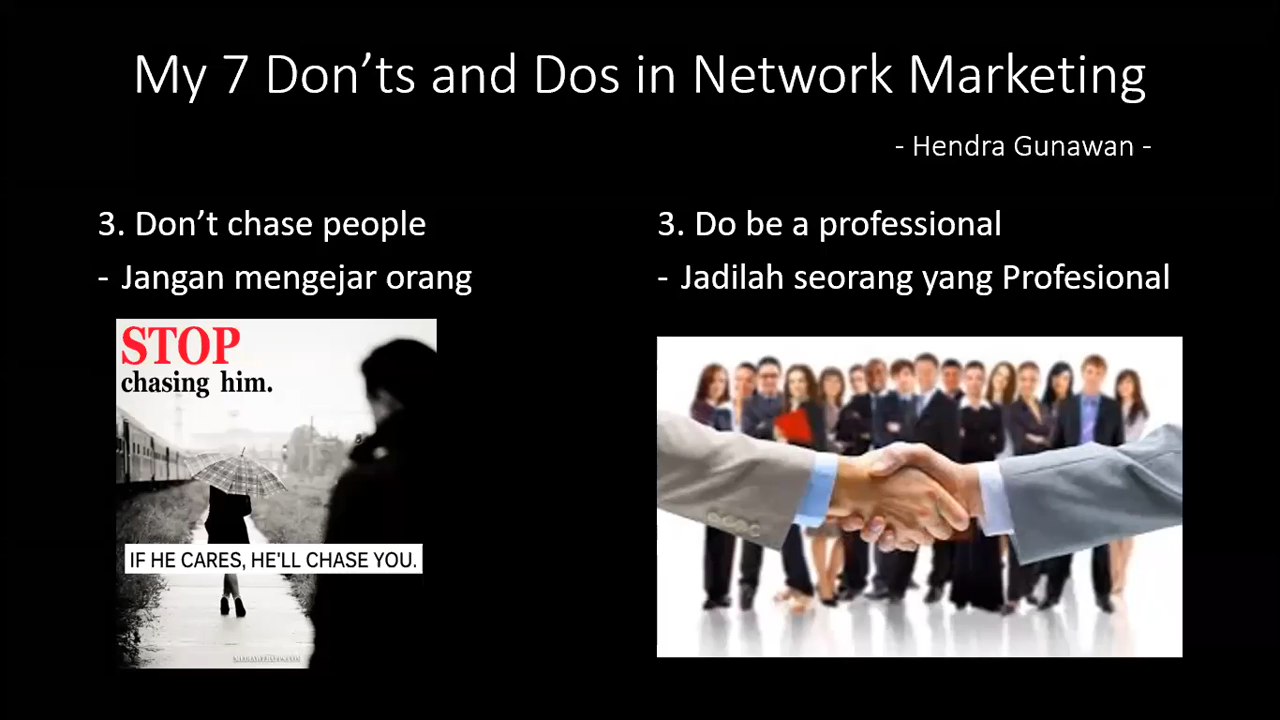 My 7 Don’ts and Dos in Network Marketing
- Hendra Gunawan -
3. Don’t chase people
- Jangan mengejar orang
STOP
chasing him.
IF HE CARES, HE'LL CHASE YOU.
3. Do be a professional
- Jadilah seorang yang Profesional